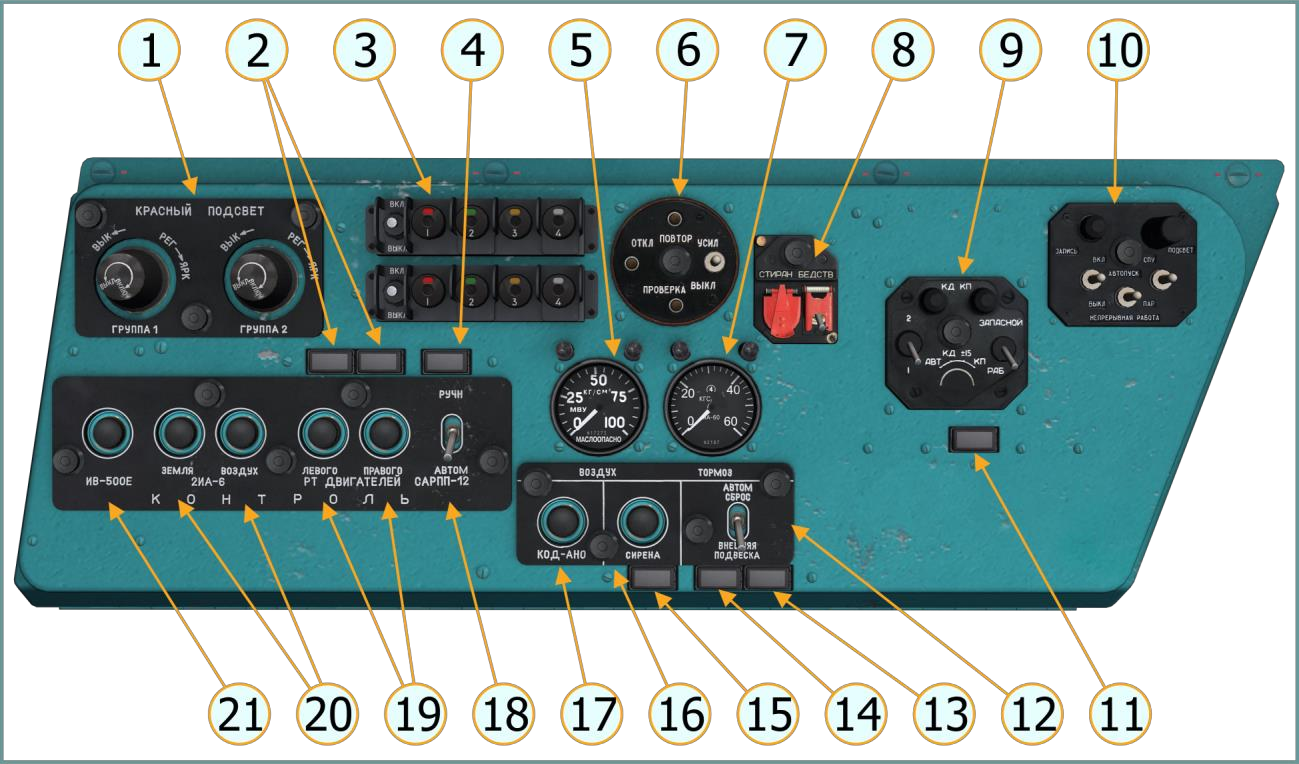 1 2 3 4 5 6 7 8 9 10
КРАСНЫЙ ПОДСВЕТ
ВЫК РЕГ ЯРК
ВЫК РЕГ ЯРК
ВЫКЛ ВКЛЮЧ
ВЫКЛ ВКЛЮЧ
ГРУППА 1 ГРУППА 2
ВКЛ
ВЫКЛ
1 2 3 4
ВКЛ
ВЫКЛ
1 2 3 4
ОТКЛ ПОВТОР УСИЛ
ПРОВЕРКА ВЫКЛ
СТИРАН БЕДСТВ
КД КП
2 ЗАПАСНОЙ
КД ±15
АВТ КП
1 РАБ
ЗАПИСЬ ПОДСВЕТ
ВКЛ СПУ
АВТОПУСК
ВЫКЛ ПАР
НЕПРЕРЫВНАЯ РАБОТА
50
25 КГ/СМ² 75
МВУ
0 100
МАСЛООПАСНО
4
20 40
КГС
0 60
РУЧН
ИВ-500Е
ЗЕМЛЯ ВОЗДУХ
2ИА-6
ЛЕВОГО ПРАВОГО
РТ ДВИГАТЕЛЕЙ
АВТОМ
САРПП-12
К О Н Т Р О Л Ь
ВОЗДУХ ТОРМОЗ
АВТОМ
СБРОС
КОД-АНО СИРЕНА
ВНЕШНЯЯ
ПОДВЕСКА
21 20 19 18 17 16 15 14 13 12 11